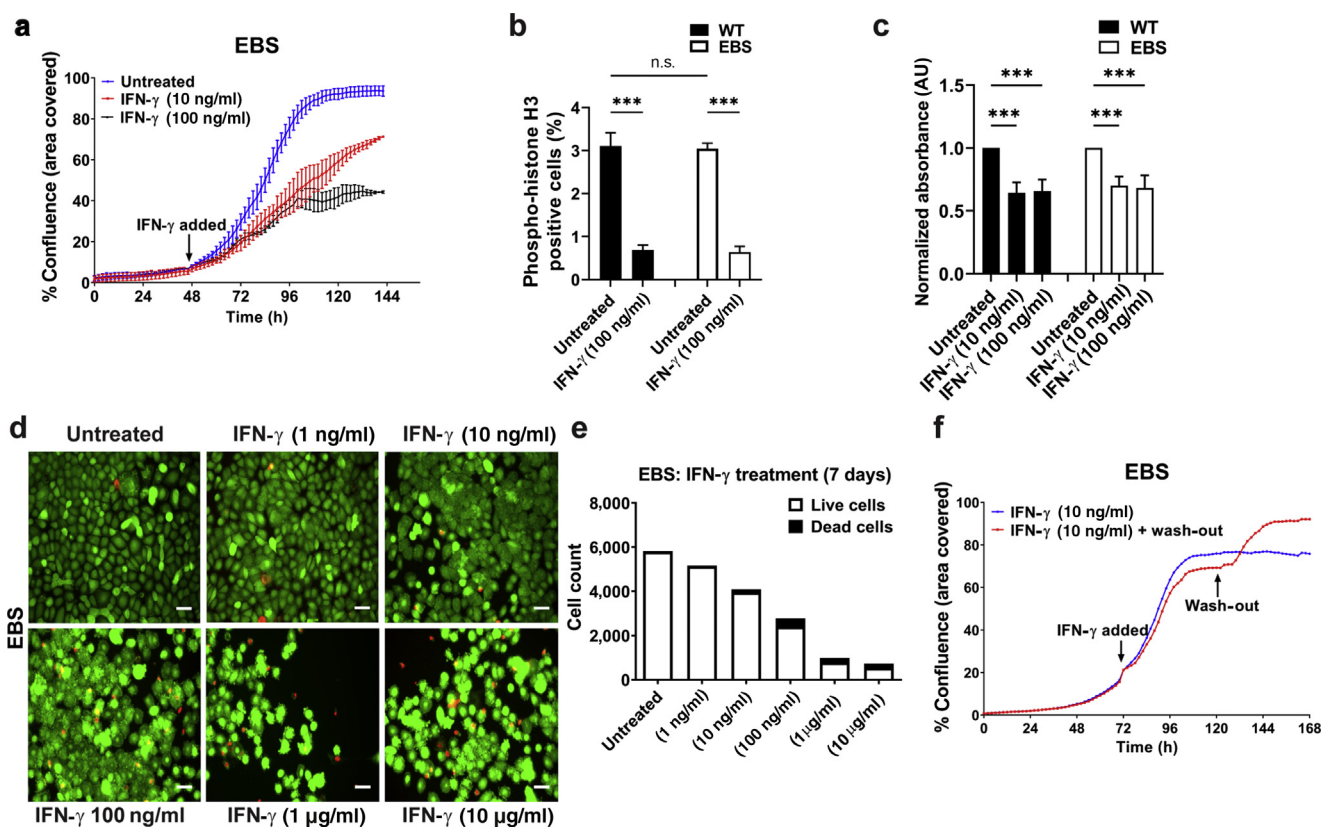 a
EBS
% Confluence (area covered)
100
80
60
40
20
0
Untreated
IFN-γ (10 ng/ml)
IFN-γ (100 ng/ml)
IFN-γ added
0 24 48 72 96 120 144
Time (h)
b
WT
EBS
n.s.
*** ***
Phospho-histone H3
positive cells (%)
5
4
3
2
1
0
Untreated
IFN-γ (100 ng/ml)
Untreated
IFN-γ (100 ng/ml)
c
WT
EBS
*** ***
*** ***
Normalized absorbance (AU)
1.5
1.0
0.5
0.0
Untreated
IFN-γ (10 ng/ml)
IFN-γ (100 ng/ml)
Untreated
IFN-γ (10 ng/ml)
IFN-γ (100 ng/ml)
d
Untreated IFN-γ (1 ng/ml) IFN-γ (10 ng/ml)
EBS
IFN-γ 100 ng/ml) IFN-γ (1 µg/ml) IFN-γ (10 µg/ml)
e
EBS: IFN-γ treatment (7 days)
Live cells
Dead cells
Cell count
8,000
6,000
4,000
2,000
0
Untreated
(1 ng/ml)
(10 ng/ml)
(100 ng/ml)
(1 µg/ml)
(10 µg/ml)
f
EBS
% Confluence (area covered)
100
80
60
40
20
0
IFN-γ (10 ng/ml)
IFN-γ (10 ng/ml) + wash-out
IFN-γ added
Wash-out
0 24 48 72 96 120 144 168
Time (h)